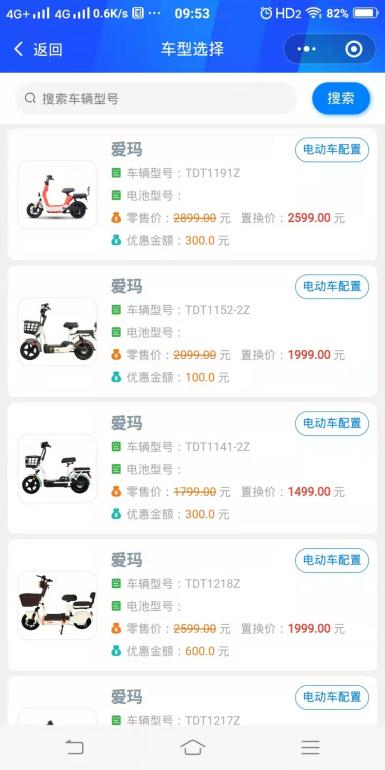 4G+ 4G 0.6K/s ··· 09:53 HD2 82%
返回 车型选择
搜索车辆型号 搜索
爱玛 电动车配置
车辆型号：TDT1191Z
电池型号：
零售价：2899.00 元 置换价：2599.00 元
优惠金额：300.0 元
爱玛 电动车配置
车辆型号：TDT1152-2Z
电池型号：
零售价：2099.00 元 置换价：1999.00 元
优惠金额：100.0 元
爱玛 电动车配置
车辆型号：TDT1141-2Z
电池型号：
零售价：1799.00 元 置换价：1499.00 元
优惠金额：300.0 元
爱玛 电动车配置
车辆型号：TDT1218Z
电池型号：
零售价：2599.00 元 置换价：1999.00 元
优惠金额：600.0 元
爱玛 电动车配置
车辆型号：TDT1217Z